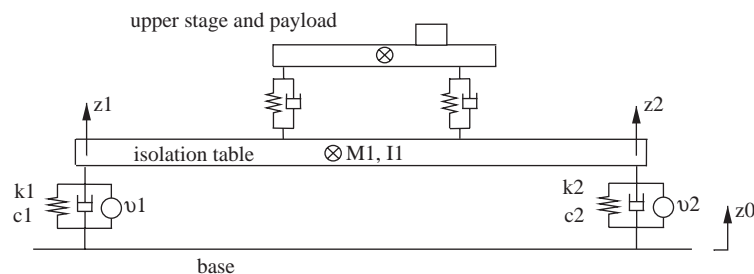 upper stage and payload
z1
z2
isolation table
M1, I1
k1
c1
υ1
k2
c2
υ2
z0
base